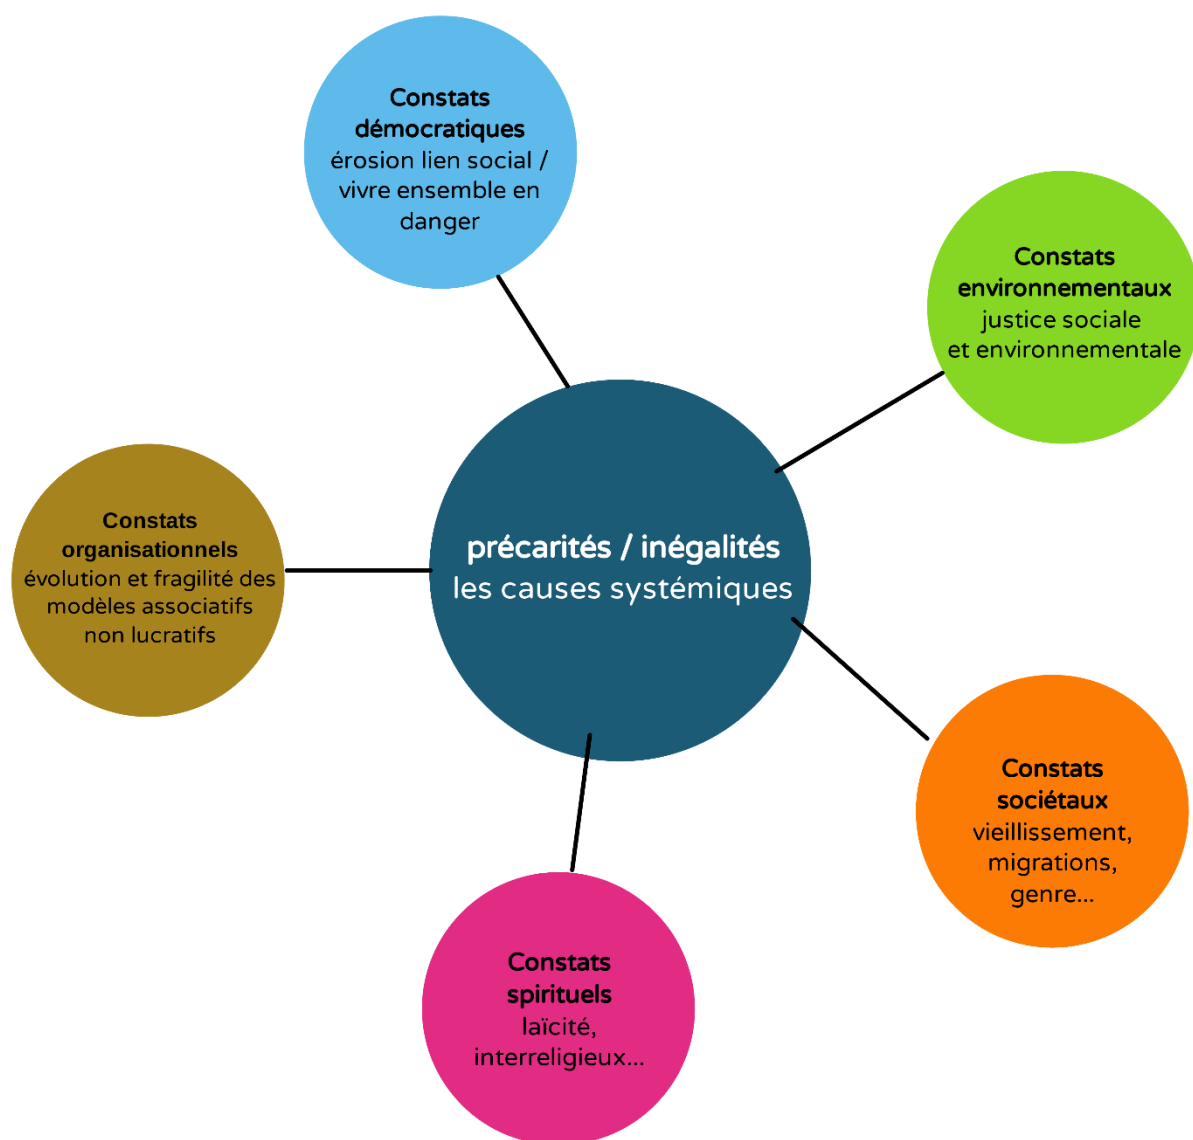 Constats
démocratiques
érosion lien social /
vivre ensemble en
danger
Constats
environnementaux
justice sociale
et environnementale
précarités / inégalités
les causes systémiques
Constats
organisationnels
évolution et fragilité des
modèles associatifs
non lucratifs
Constats
sociétaux
vieillissement,
migrations,
genre...
Constats
spirituels
laïcité,
interreligieux...